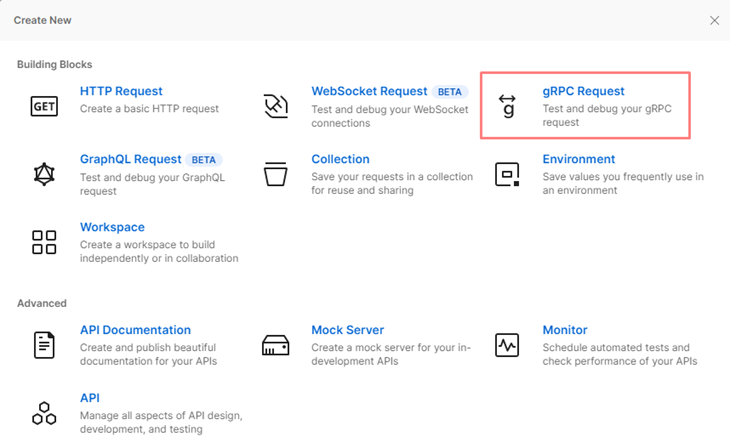 Create New
Building Blocks
GET
HTTP Request
Create a basic HTTP request
WebSocket Request BETA
Test and debug your WebSocket
connections
g
gRPC Request
Test and debug your gRPC
request
GraphQL Request BETA
Test and debug your GraphQL
request
Collection
Save your requests in a collection
for reuse and sharing
Environment
Save values you frequently use in
an environment
Workspace
Create a workspace to build
independently or in collaboration
Advanced
API Documentation
Create and publish beautiful
documentation for your APIs
Mock Server
Create a mock server for your in-
development APIs
Monitor
Schedule automated tests and
check performance of your APIs
API
Manage all aspects of API design,
development, and testing